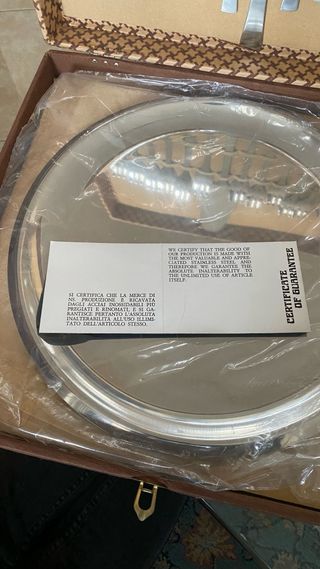 SI CERTIFICA CHE LA MERCE DI
NS. PRODUZIONE È RICAVATA
DAGLI ACCIAI INOSSIDABILI PIÙ
PREGIATI E RINOMATI, E SI GA-
RANTISCE PERTANTO L'ASSOLUTA
INALTERABILITÀ ALL'USO ILLIMI-
TATO DELL'ARTICOLO STESSO.
WE CERTIFY THAT THE GOOD OF
OUR PRODUCTION IS MADE WITH
THE MOST VALUABLE AND APPRE-
CIATED STAINLESS STEEL AND
THEREFORE WE GARANTEE THE
ABSOLUTE INALTERABILITY TO
THE UNLIMITED USE OF ARTICLE
ITSELF.
CERTIFICATE
OF GUARANTEE